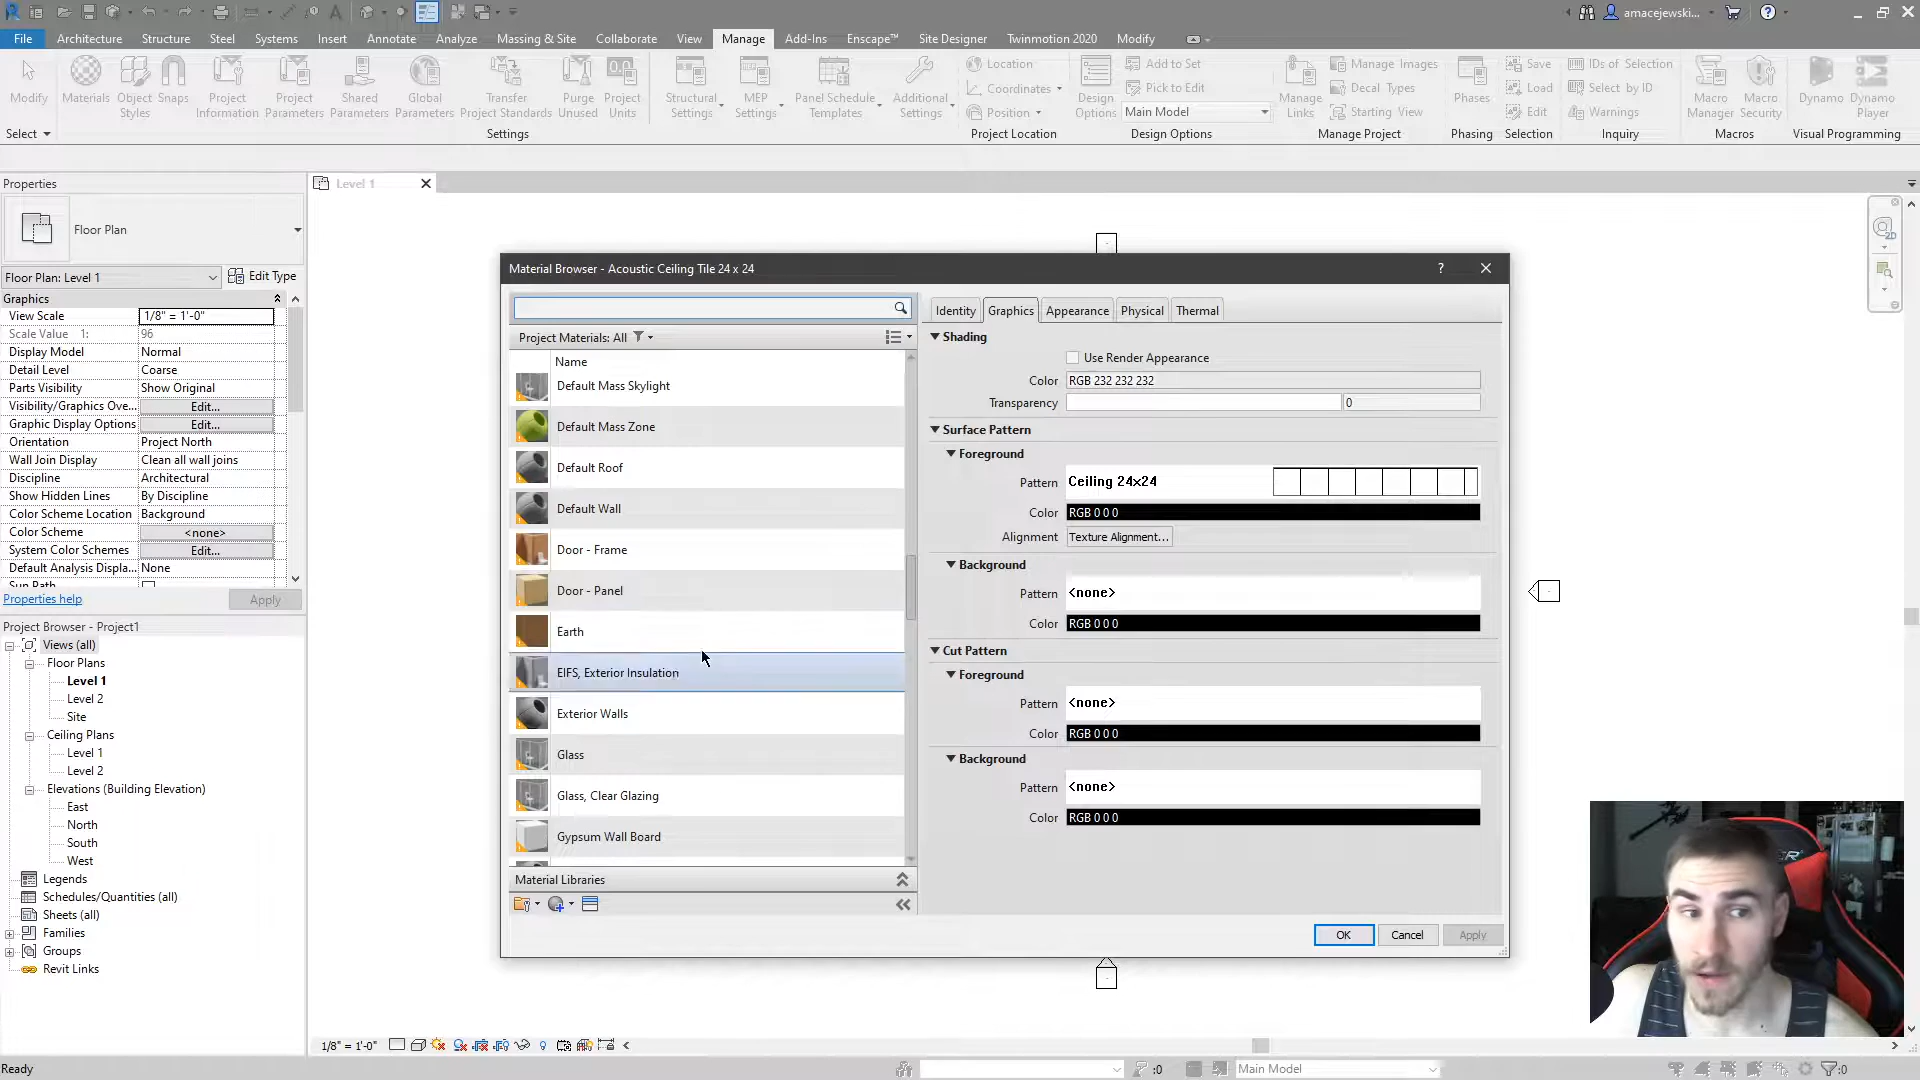 amacejewski...
File Architecture Structure Steel Systems Insert Annotate Analyze Massing & Site Collaborate View Manage Add-Ins Enscape™ Site Designer Twinmotion 2020 Modify
Modify
Materials
Object Styles
Snaps
Project Information
Project Parameters
Shared Parameters
Global Parameters
Transfer Project Standards
Purge Unused
Project Units
Structural Settings
MEP Settings
Panel Schedule Templates
Additional Settings
Location
Coordinates
Position
Design Options
Add to Set
Pick to Edit
Main Model
Manage Links
Manage Images
Decal Types
Starting View
Phases
Save
Load
Edit
IDs of Selection
Select by ID
Warnings
Macro Manager
Macro Security
Dynamo
Dynamo Player
Select Settings Project Location Design Options Manage Project Phasing Selection Inquiry Macros Visual Programming
Properties
Floor Plan
Floor Plan: Level 1 Edit Type
Graphics
View Scale 1/8" = 1'-0"
Scale Value 1: 96
Display Model Normal
Detail Level Coarse
Parts Visibility Show Original
Visibility/Graphics Ove... Edit...
Graphic Display Options Edit...
Orientation Project North
Wall Join Display Clean all wall joins
Discipline Architectural
Show Hidden Lines By Discipline
Color Scheme Location Background
Color Scheme <none>
System Color Schemes Edit...
Default Analysis Displa... None
Sun Path
Properties help Apply
Project Browser - Project1
Views (all)
Floor Plans
Level 1
Level 2
Site
Ceiling Plans
Level 1
Level 2
Elevations (Building Elevation)
East
North
South
West
Legends
Schedules/Quantities (all)
Sheets (all)
Families
Groups
Revit Links
Level 1
Material Browser - Acoustic Ceiling Tile 24 x 24
Project Materials: All
Name
Default Mass Skylight
Default Mass Zone
Default Roof
Default Wall
Door - Frame
Door - Panel
Earth
EIFS, Exterior Insulation
Exterior Walls
Glass
Glass, Clear Glazing
Gypsum Wall Board
Material Libraries
Identity Graphics Appearance Physical Thermal
Shading
Use Render Appearance
Color RGB 232 232 232
Transparency 0
Surface Pattern
Foreground
Pattern Ceiling 24x24
Color RGB 0 0 0
Alignment Texture Alignment...
Background
Pattern <none>
Color RGB 0 0 0
Cut Pattern
Foreground
Pattern <none>
Color RGB 0 0 0
Background
Pattern <none>
Color RGB 0 0 0
OK Cancel Apply
1/8" = 1'-0"
Ready :0 Main Model :0